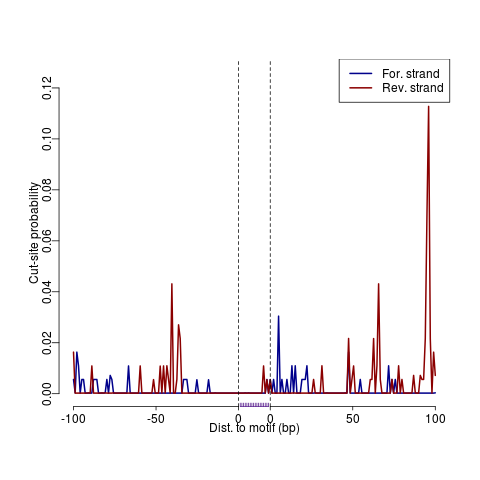 For. strand
Rev. strand
Cut-site probability
0.12
0.10
0.08
0.06
0.04
0.02
0.00
-100 -50 0 0 50 100
Dist. to motif (bp)